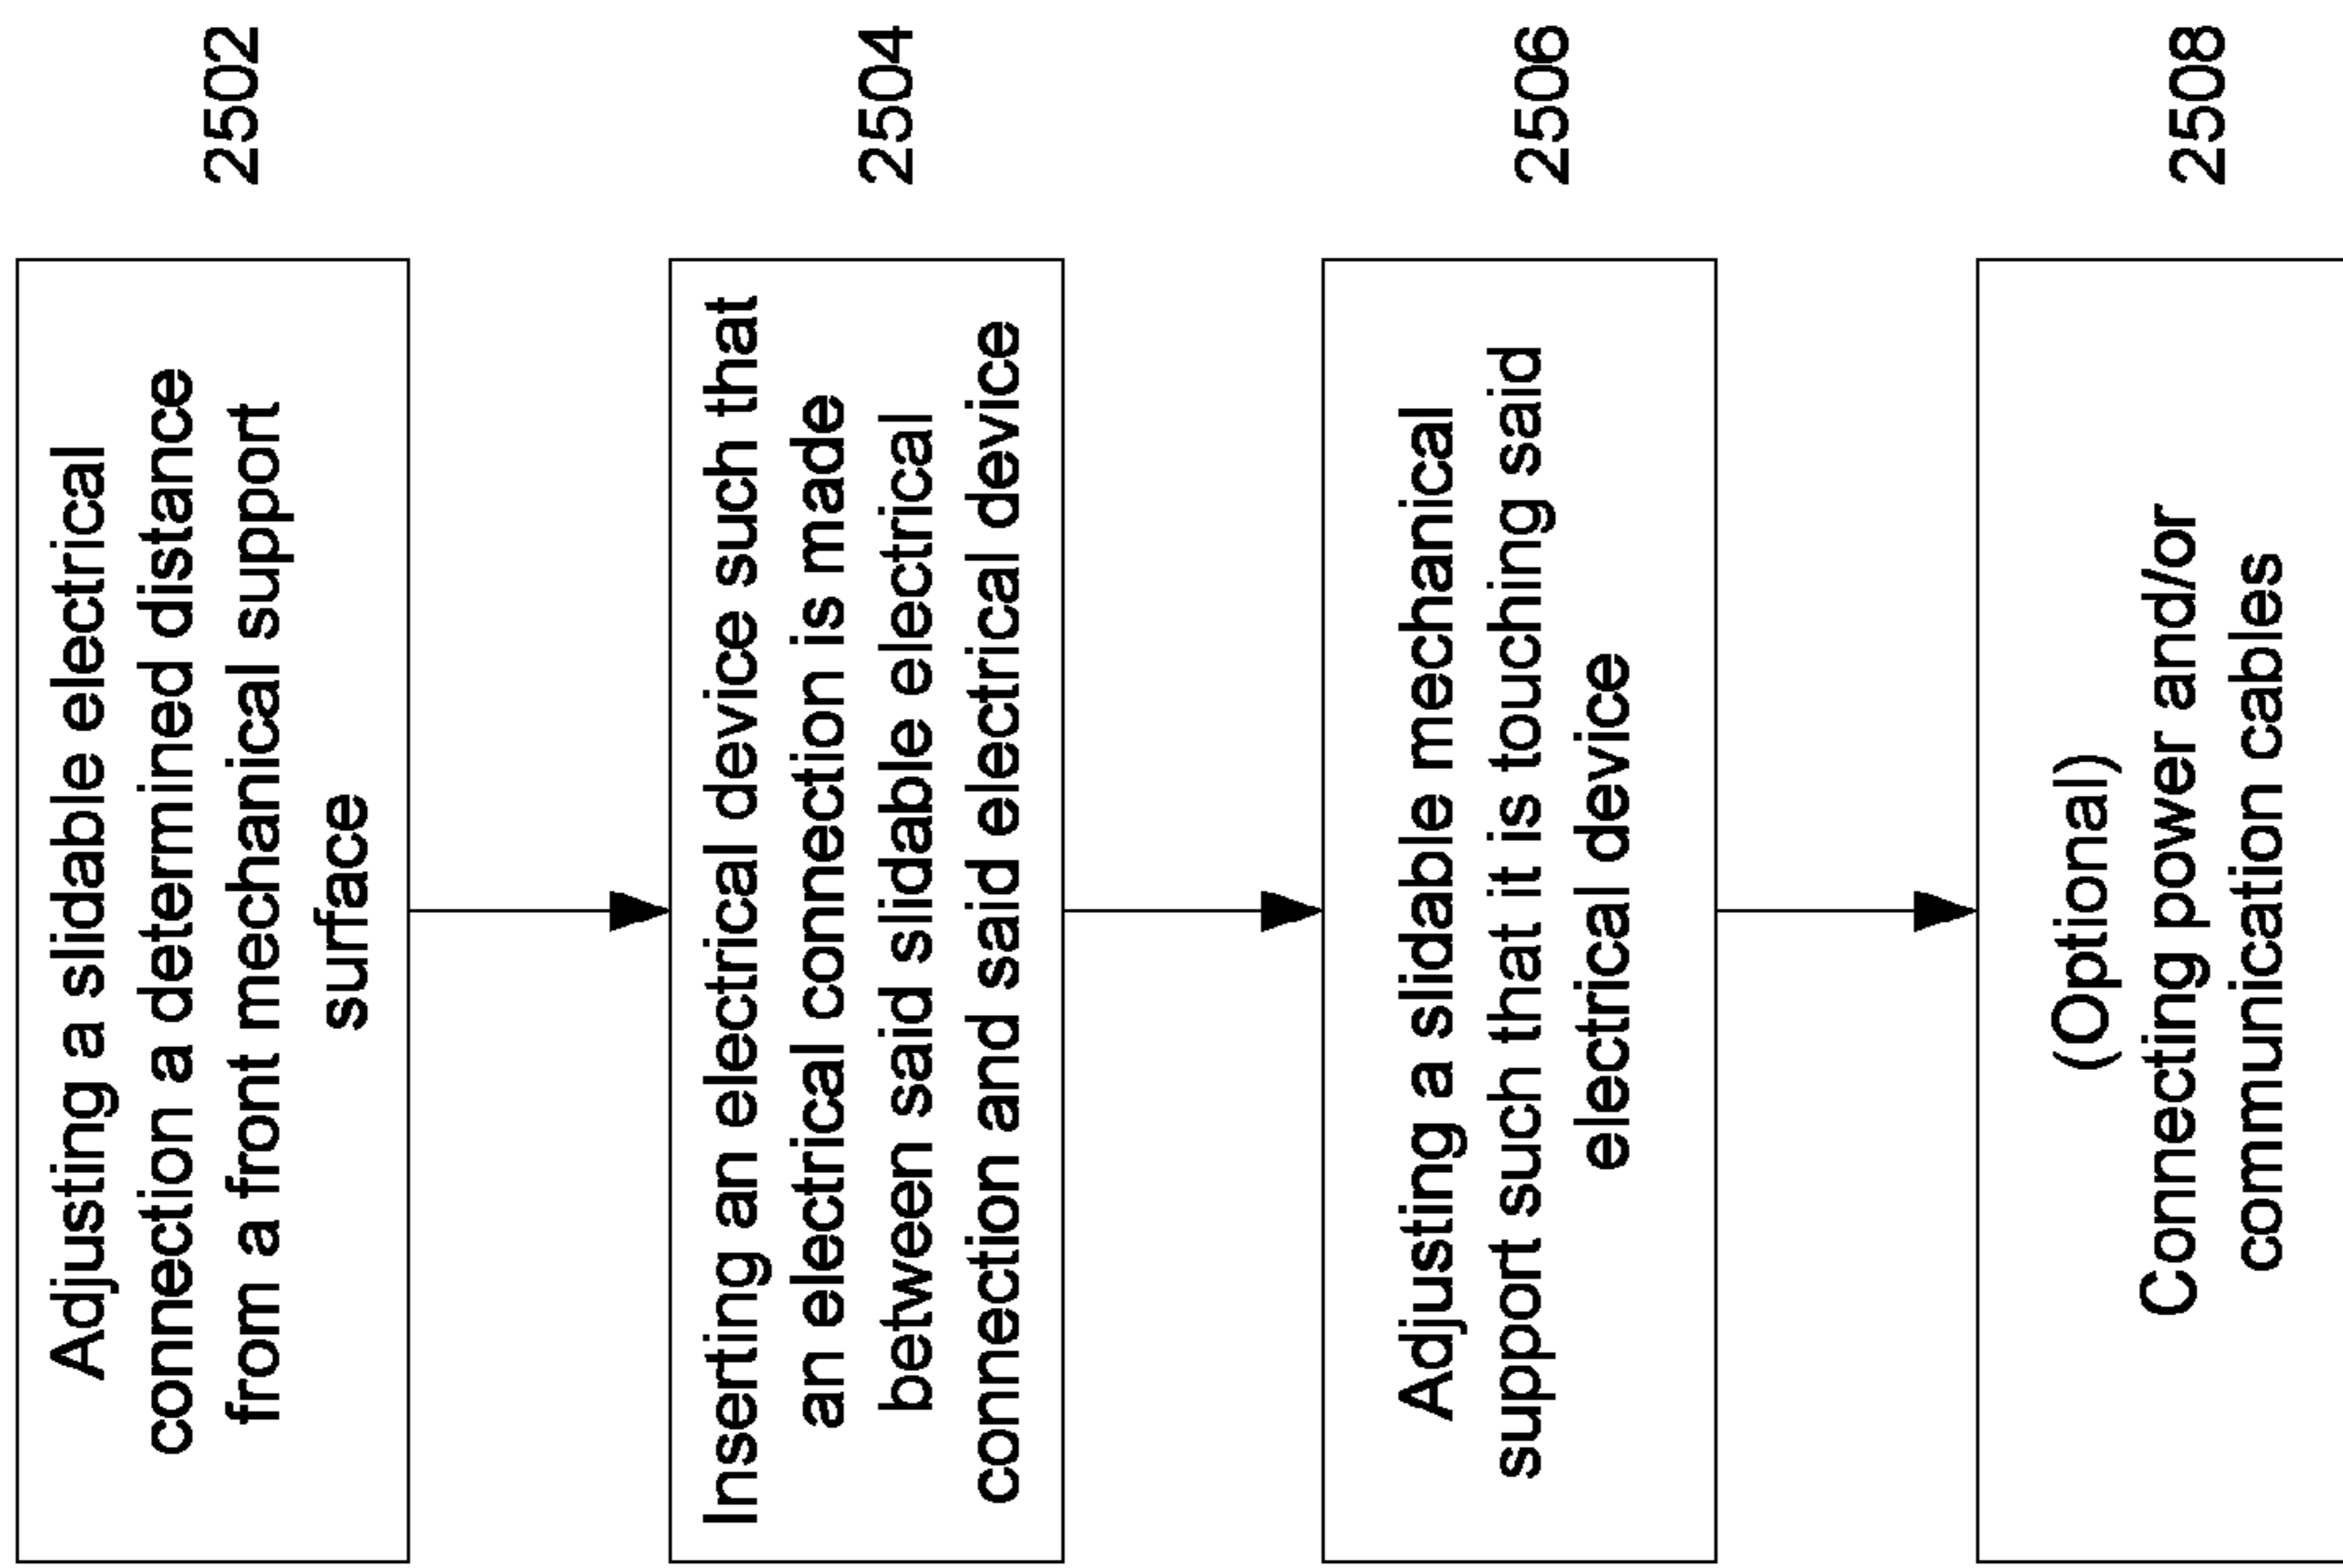 Adjusting a slidable electrical
connection a determined distance
from a front mechanical support
surface
2502
Inserting an electrical device such that
an electrical connection is made
between said slidable electrical
connection and said electrical device
2504
Adjusting a slidable mechanical
support such that it is touching said
electrical device
2506
(Optional)
Connecting power and/or
communication cables
2508